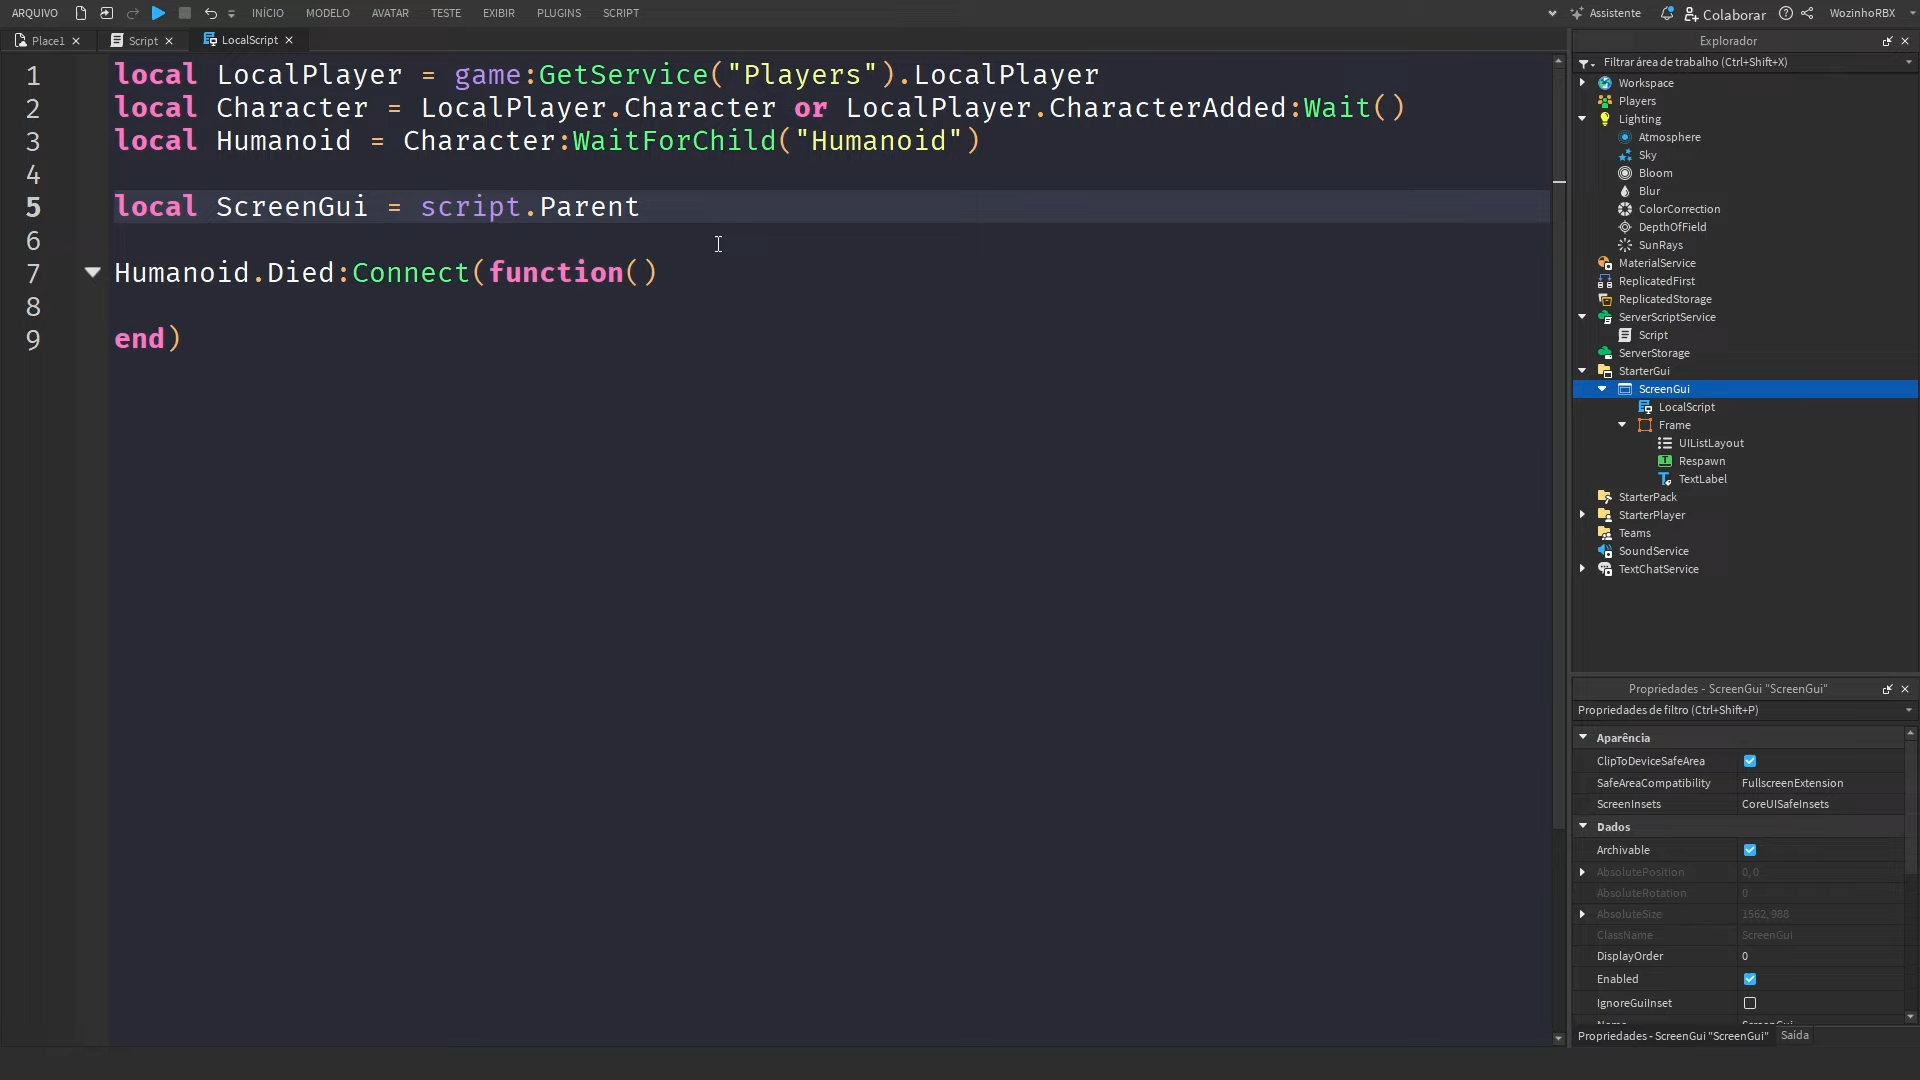 ARQUIVO INÍCIO MODELO AVATAR TESTE EXIBIR PLUGINS SCRIPT Assistente Colaborar WozinhoRBX
Place1 Script LocalScript
1 local LocalPlayer = game:GetService("Players").LocalPlayer
2 local Character = LocalPlayer.Character or LocalPlayer.CharacterAdded:Wait()
3 local Humanoid = Character:WaitForChild("Humanoid")
4
5 local ScreenGui = script.Parent
6
7 Humanoid.Died:Connect(function()
8
9 end)
Explorador
Filtrar área de trabalho (Ctrl+Shift+X)
Workspace
Players
Lighting
Atmosphere
Sky
Bloom
Blur
ColorCorrection
DepthOfField
SunRays
MaterialService
ReplicatedFirst
ReplicatedStorage
ServerScriptService
Script
ServerStorage
StarterGui
ScreenGui
LocalScript
Frame
UIListLayout
Respawn
TextLabel
StarterPack
StarterPlayer
Teams
SoundService
TextChatService
Propriedades - ScreenGui "ScreenGui"
Propriedades de filtro (Ctrl+Shift+P)
Aparência
ClipToDeviceSafeArea
SafeAreaCompatibility FullscreenExtension
ScreenInsets CoreUISafeInsets
Dados
Archivable
AbsolutePosition 0, 0
AbsoluteRotation 0
AbsoluteSize 1562, 988
ClassName ScreenGui
DisplayOrder 0
Enabled
IgnoreGuiInset
Name ScreenGui
Propriedades - ScreenGui "ScreenGui" Saída